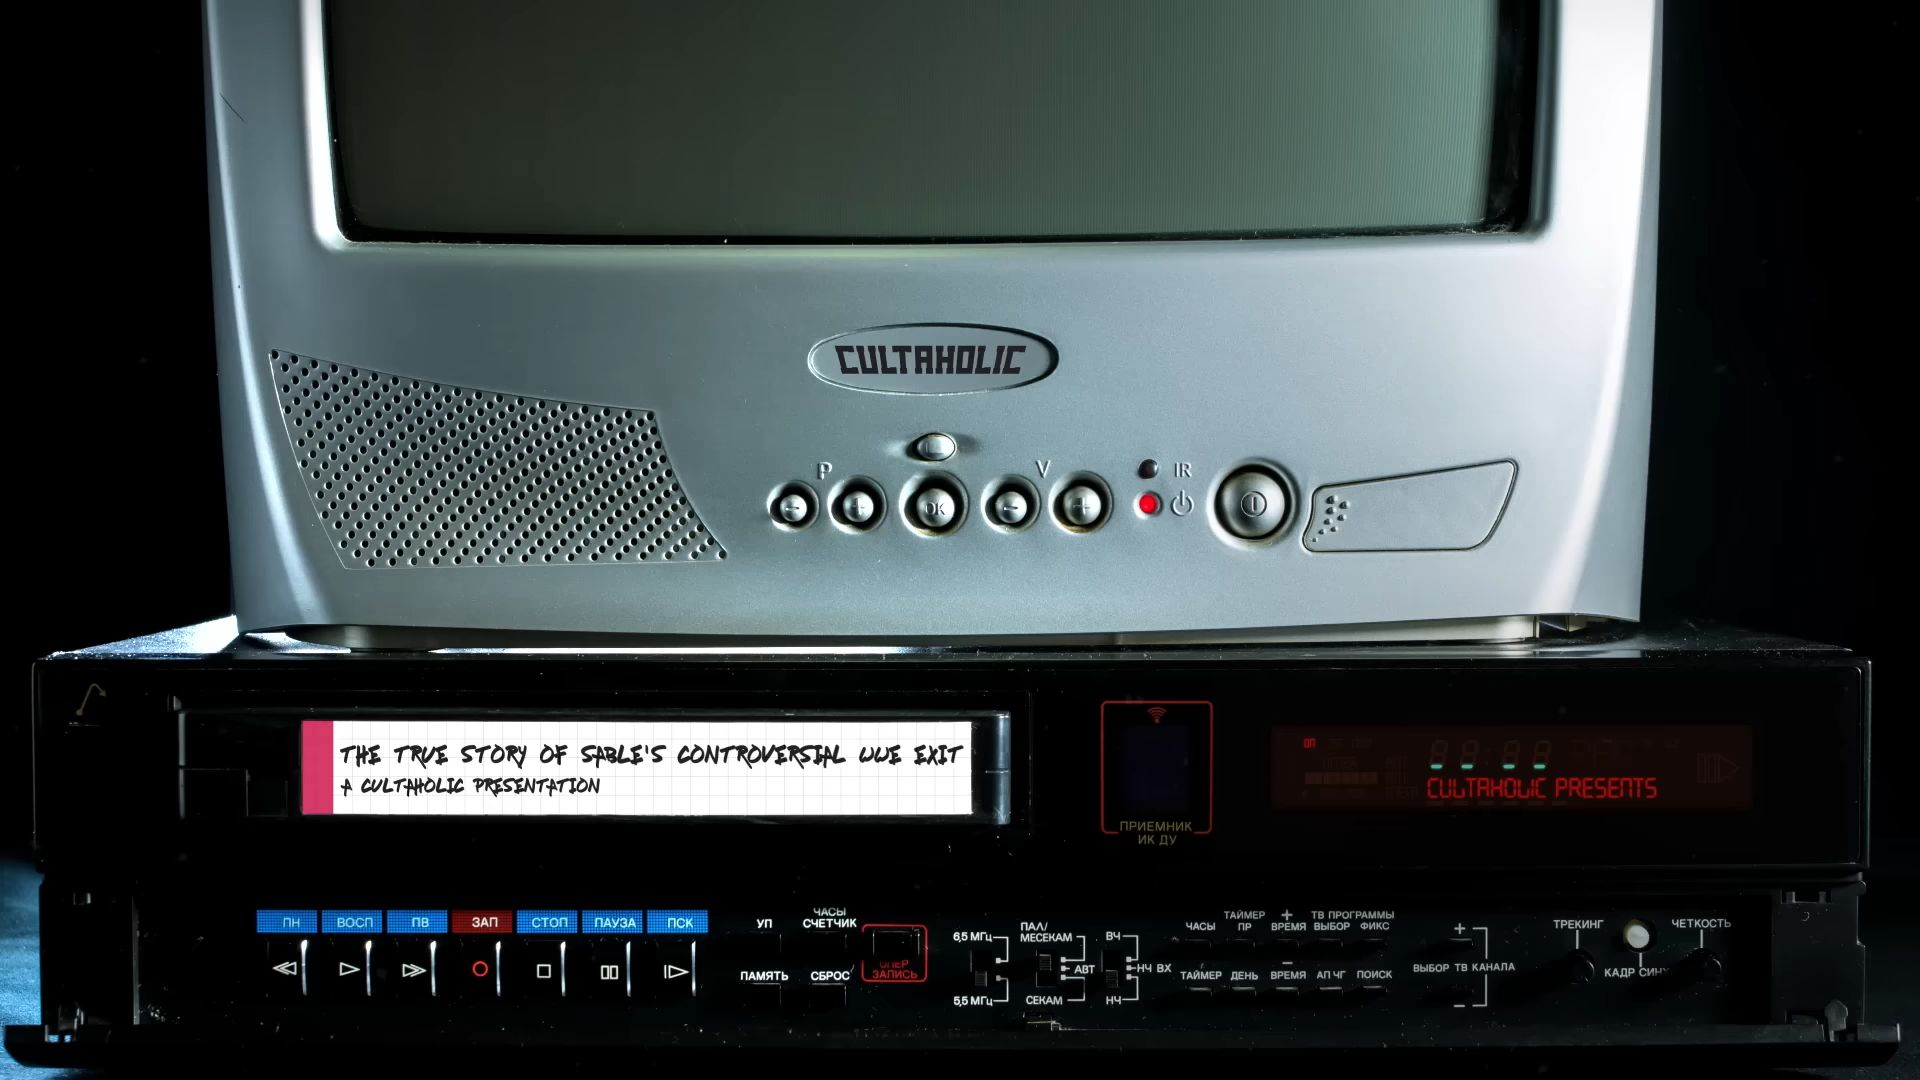 CULTAHOLIC
P
V
IR
OK
THE TRUE STORY OF SABLE'S CONTROVERSIAL WWE EXIT
A CULTAHOLIC PRESENTATION
CULTAHOLIC PRESENTS
ПРИЕМНИК
ИК ДУ
ПН ВОСП ПВ ЗАП СТОП ПАУЗА ПСК
УП
ЧАСЫ
СЧЕТЧИК
ПАМЯТЬ
СБРОС
ОПЕР
ЗАПИСЬ
6,5 МГц
5,5 МГц
ПАЛ/
МЕСЕКАМ
АВТ
СЕКАМ
ВЧ
НЧ ВХ
НЧ
ЧАСЫ
ТАЙМЕР
ПР
+
ВРЕМЯ
ТВ ПРОГРАММЫ
ВЫБОР ФИКС
ТАЙМЕР ДЕНЬ
–
ВРЕМЯ
АП ЧГ ПОИСК
+
ВЫБОР ТВ КАНАЛА
–
ТРЕКИНГ
КАДР СИНХ
ЧЕТКОСТЬ